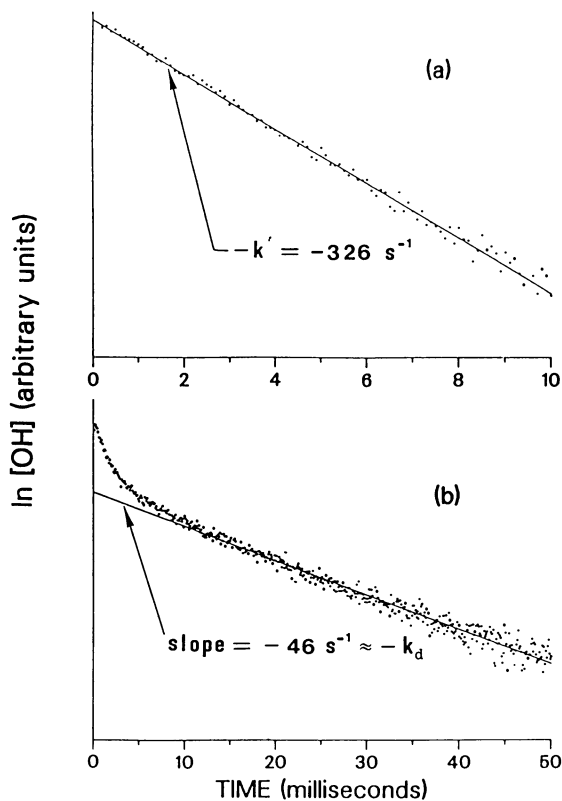 (a)
– k′ = −326 s⁻¹
0 2 4 6 8 10
ln [OH] (arbitrary units)
(b)
slope = − 46 s⁻¹ ≈ − k_d
0 10 20 30 40 50
TIME (milliseconds)